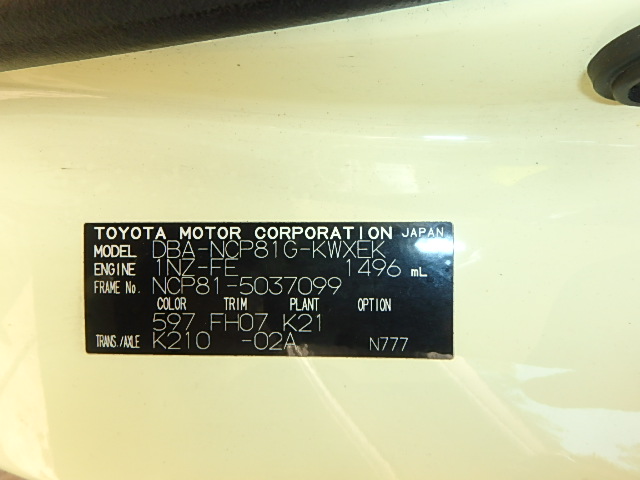 TOYOTA MOTOR CORPORATION JAPAN
MODEL DBA-NCP81G-KWXEK
ENGINE 1NZ-FE 1496 mL
FRAME No. NCP81-5037099
COLOR TRIM PLANT OPTION
597 FH07 K21
TRANS./AXLE K210 -02A N777